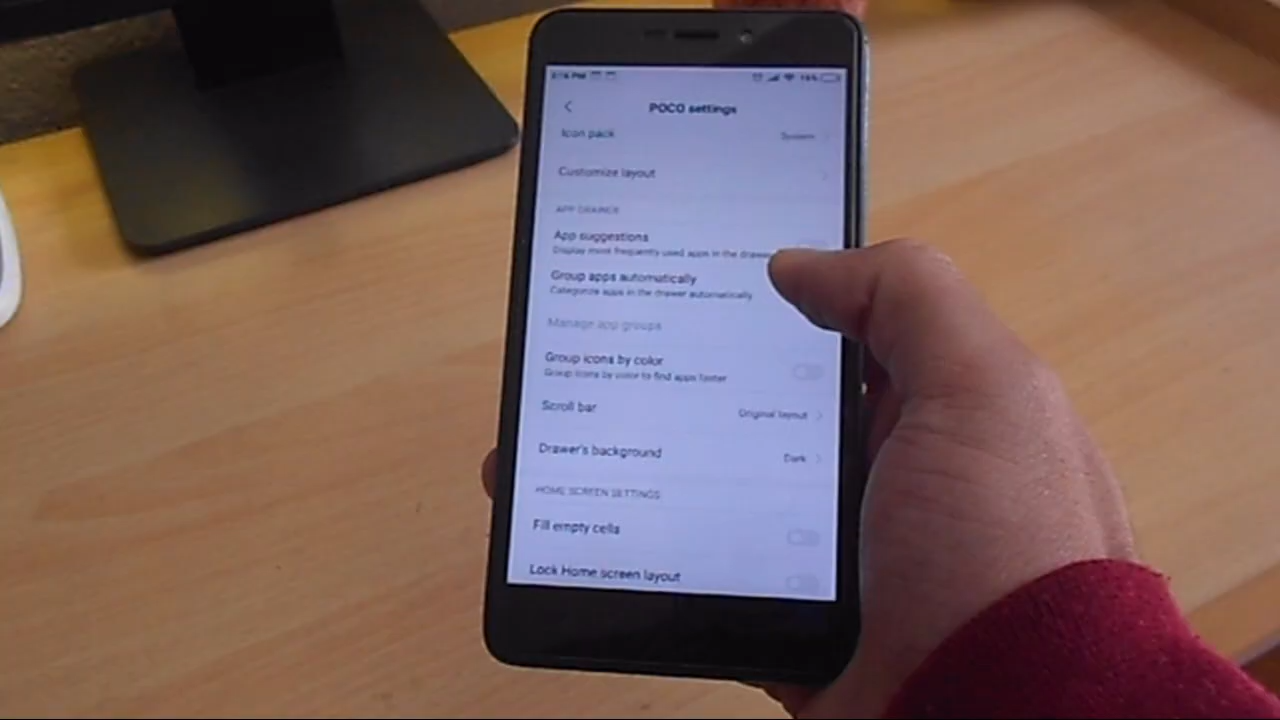 POCO settings
Icon pack
System
Customize layout
APP DRAWER
App suggestions
Display most frequently used apps in the drawer
Group apps automatically
Categorize apps in the drawer automatically
Manage app groups
Group icons by color
Group icons by color to find apps faster
Scroll bar
Original layout
Drawer's background
Dark
HOME SCREEN SETTINGS
Fill empty cells
Lock Home screen layout